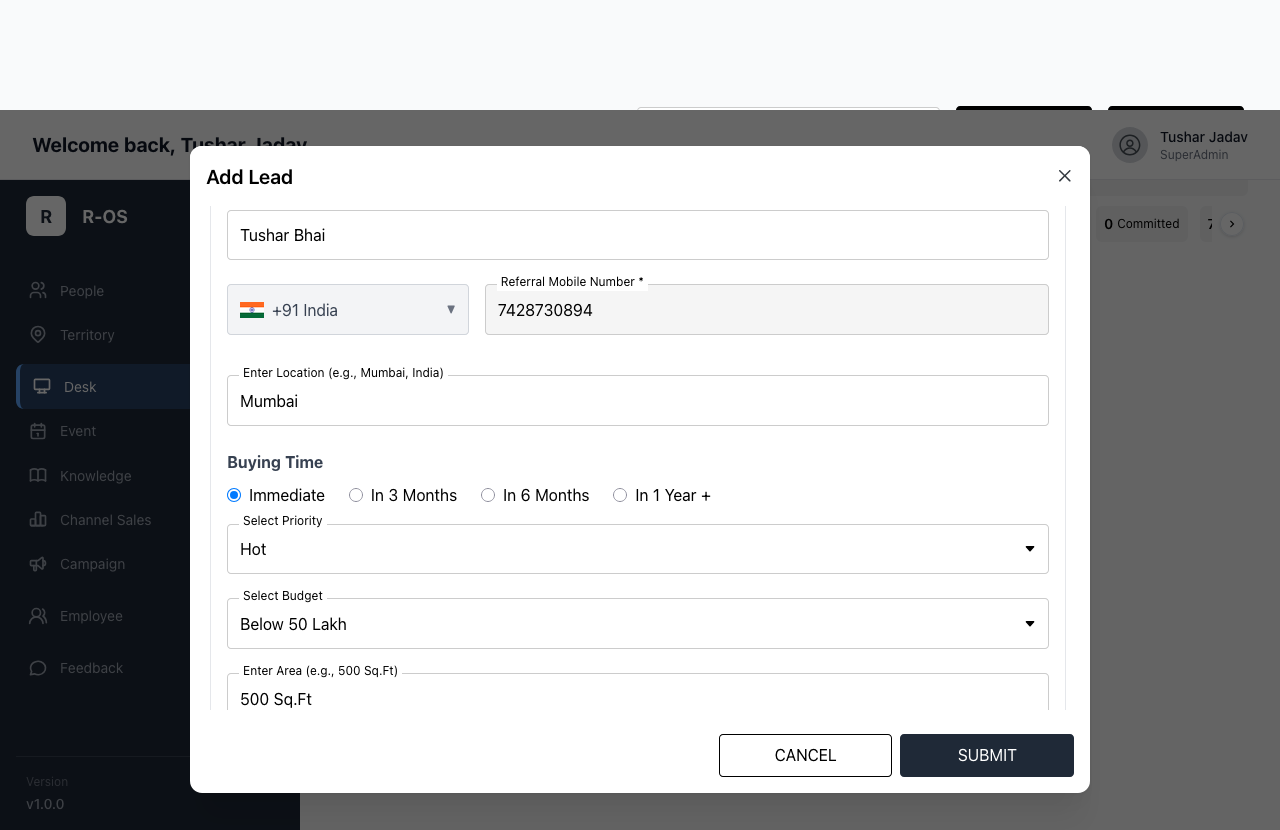 Welcome back, Tushar Jadav
Tushar Jadav
SuperAdmin
R
R-OS
People
Territory
Desk
Event
Knowledge
Channel Sales
Campaign
Employee
Feedback
Version
v1.0.0
0 Committed
Add Lead
Tushar Bhai
+91 India
Referral Mobile Number *
7428730894
Enter Location (e.g., Mumbai, India)
Mumbai
Buying Time
Immediate
In 3 Months
In 6 Months
In 1 Year +
Select Priority
Hot
Select Budget
Below 50 Lakh
Enter Area (e.g., 500 Sq.Ft)
500 Sq.Ft
CANCEL
SUBMIT